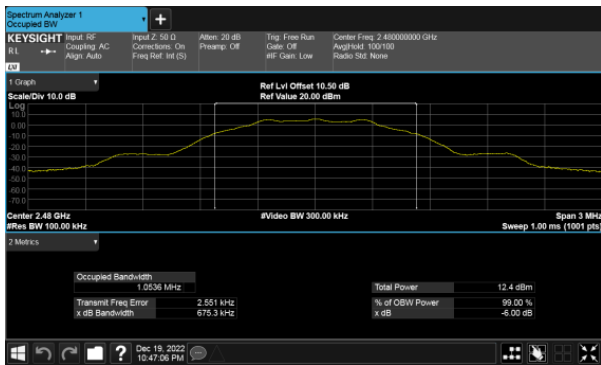 Spectrum Analyzer 1
Occupied BW
KEYSIGHT Input: RF Input Z: 50 Ω Atten: 20 dB Trig: Free Run Center Freq: 2.480000000 GHz
R L Coupling: AC Corrections: On Preamp: Off Gate: Off Avg|Hold: 100/100
Align: Auto Freq Ref: Int (S) #IF Gain: Low Radio Std: None
LXI
1 Graph
Ref Lvl Offset 10.50 dB
Scale/Div 10.0 dB Ref Value 20.00 dBm
Log
10.0
0.00
-10.0
-20.0
-30.0
-40.0
-50.0
-60.0
-70.0
Center 2.48 GHz #Video BW 300.00 kHz Span 3 MHz
#Res BW 100.00 kHz Sweep 1.00 ms (1001 pts)
2 Metrics
Occupied Bandwidth
1.0536 MHz Total Power 12.4 dBm
Transmit Freq Error 2.551 kHz % of OBW Power 99.00 %
x dB Bandwidth 675.3 kHz x dB -6.00 dB
? Dec 19, 2022
10:47:06 PM